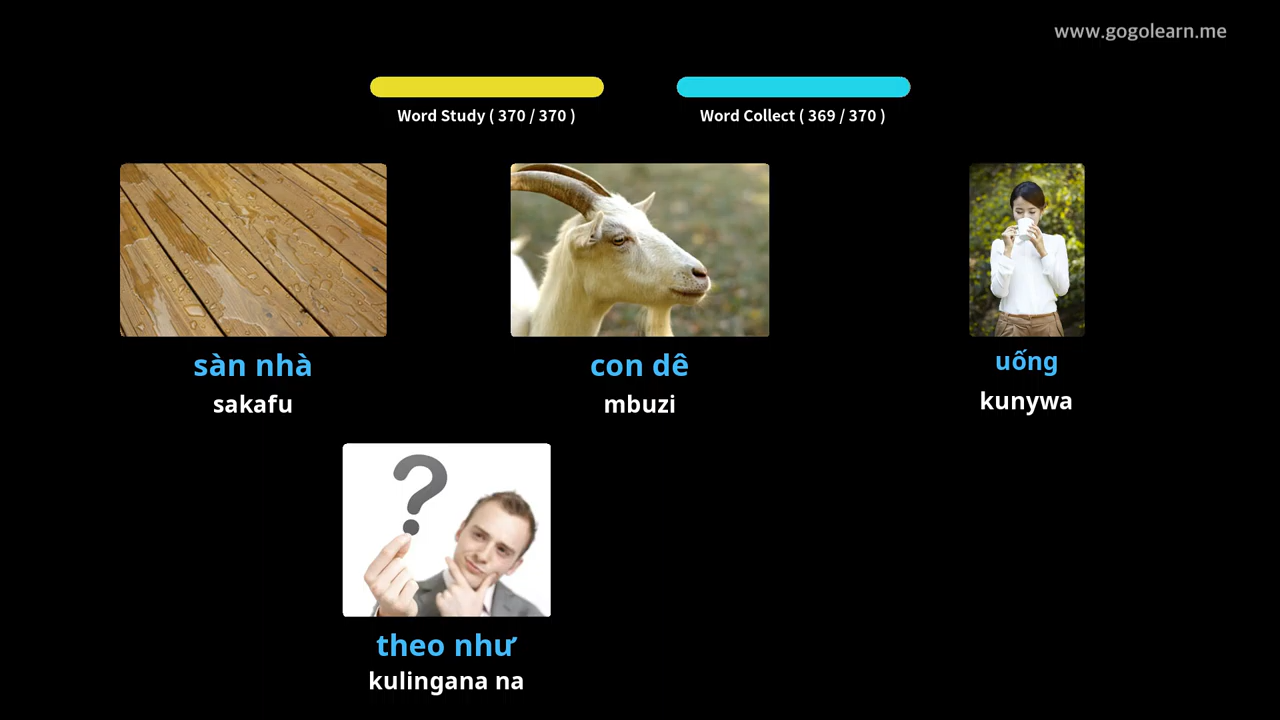 www.gogolearn.me
Word Study ( 370 / 370 )
Word Collect ( 369 / 370 )
sàn nhà
sakafu
con dê
mbuzi
uống
kunywa
?
theo như
kulingana na